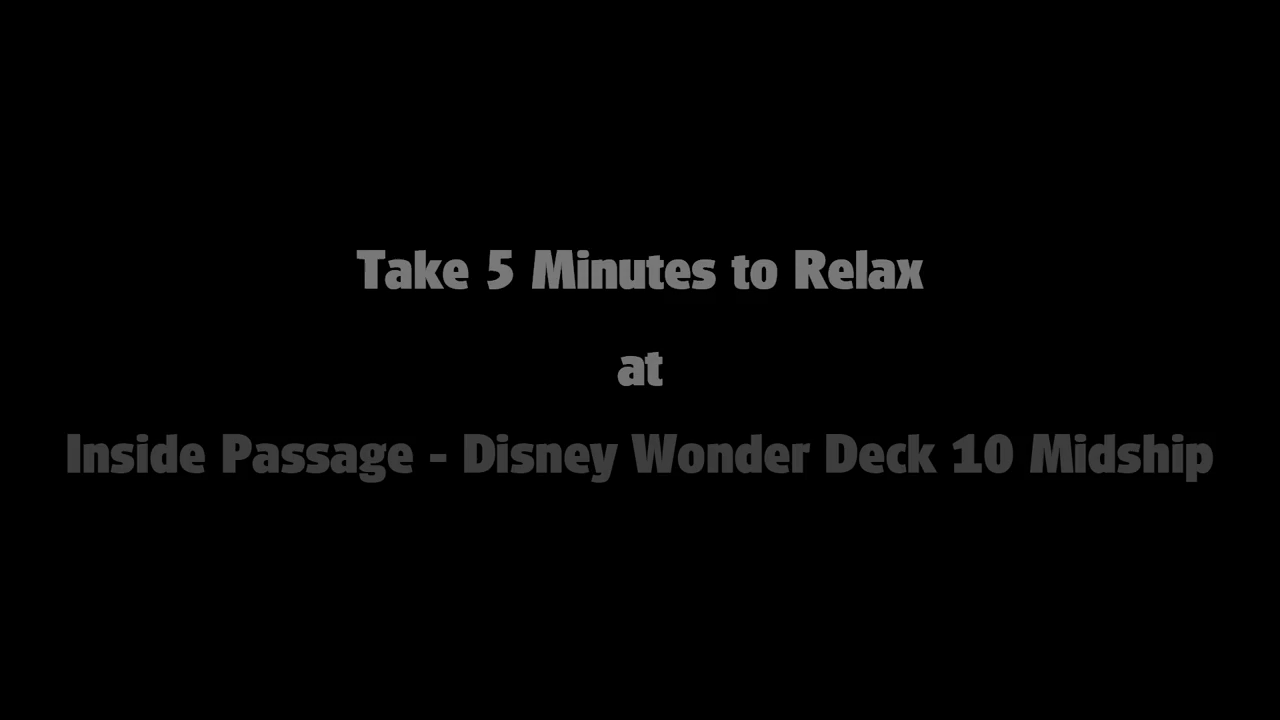 Take 5 Minutes to Relax
at
Inside Passage - Disney Wonder Deck 10 Midship